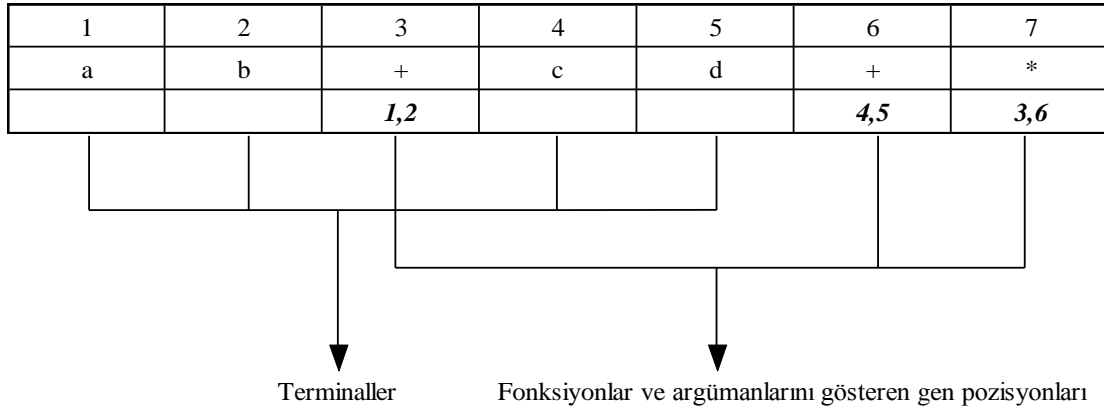 1 2 3 4 5 6 7
a b + c d + *
1,2 4,5 3,6
Terminaller Fonksiyonlar ve argümanlarını gösteren gen pozisyonları